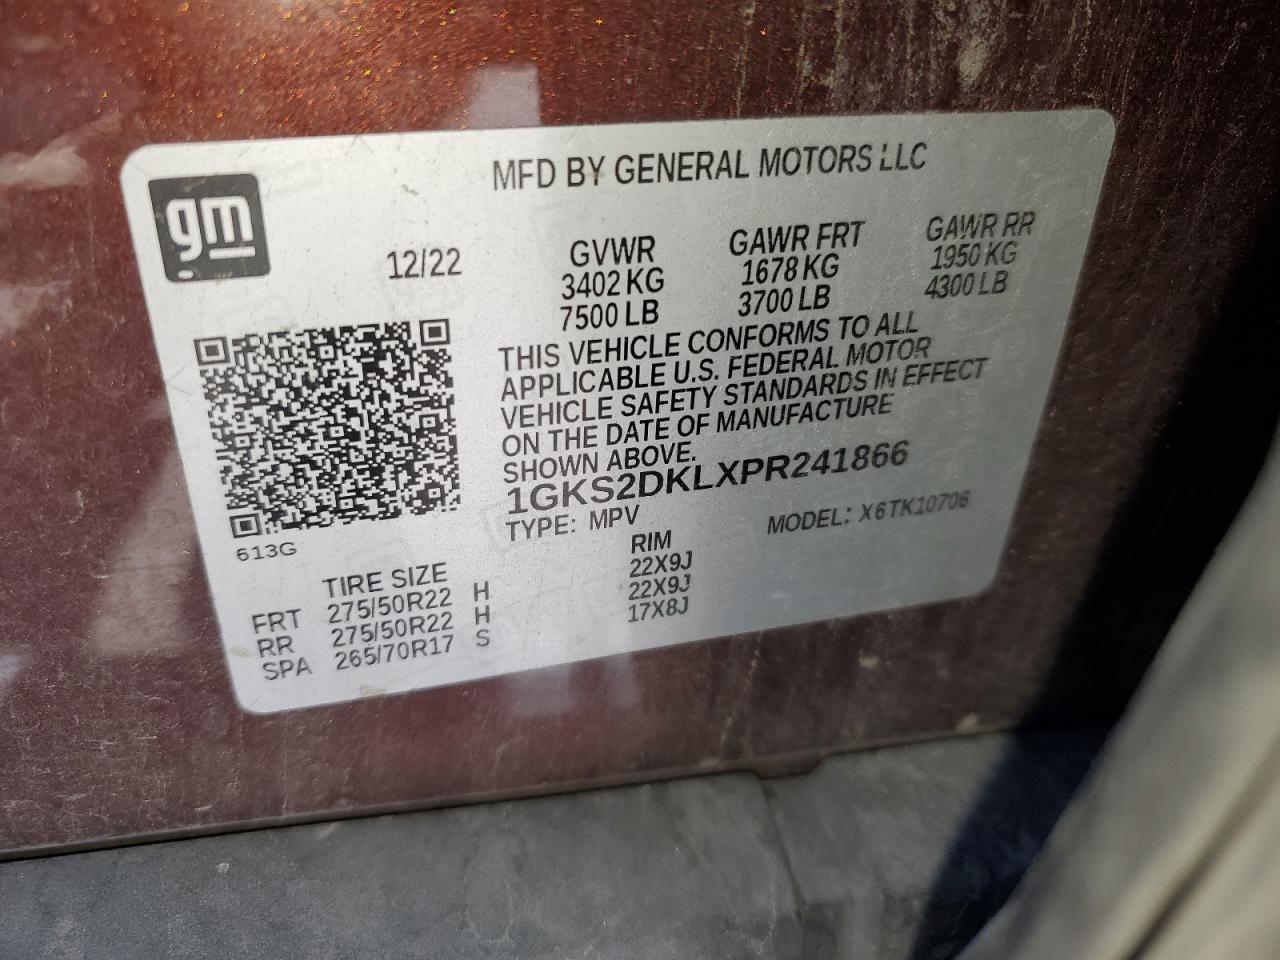 MFD BY GENERAL MOTORS LLC
gm
12/22 GVWR GAWR FRT GAWR RR
3402 KG 1678 KG 1950 KG
7500 LB 3700 LB 4300 LB
THIS VEHICLE CONFORMS TO ALL
APPLICABLE U.S. FEDERAL MOTOR
VEHICLE SAFETY STANDARDS IN EFFECT
ON THE DATE OF MANUFACTURE
SHOWN ABOVE.
1GKS2DKLXPR241866
TYPE: MPV MODEL: X6TK10706
613G
TIRE SIZE RIM
FRT 275/50R22 H 22X9J
RR 275/50R22 H 22X9J
SPA 265/70R17 S 17X8J